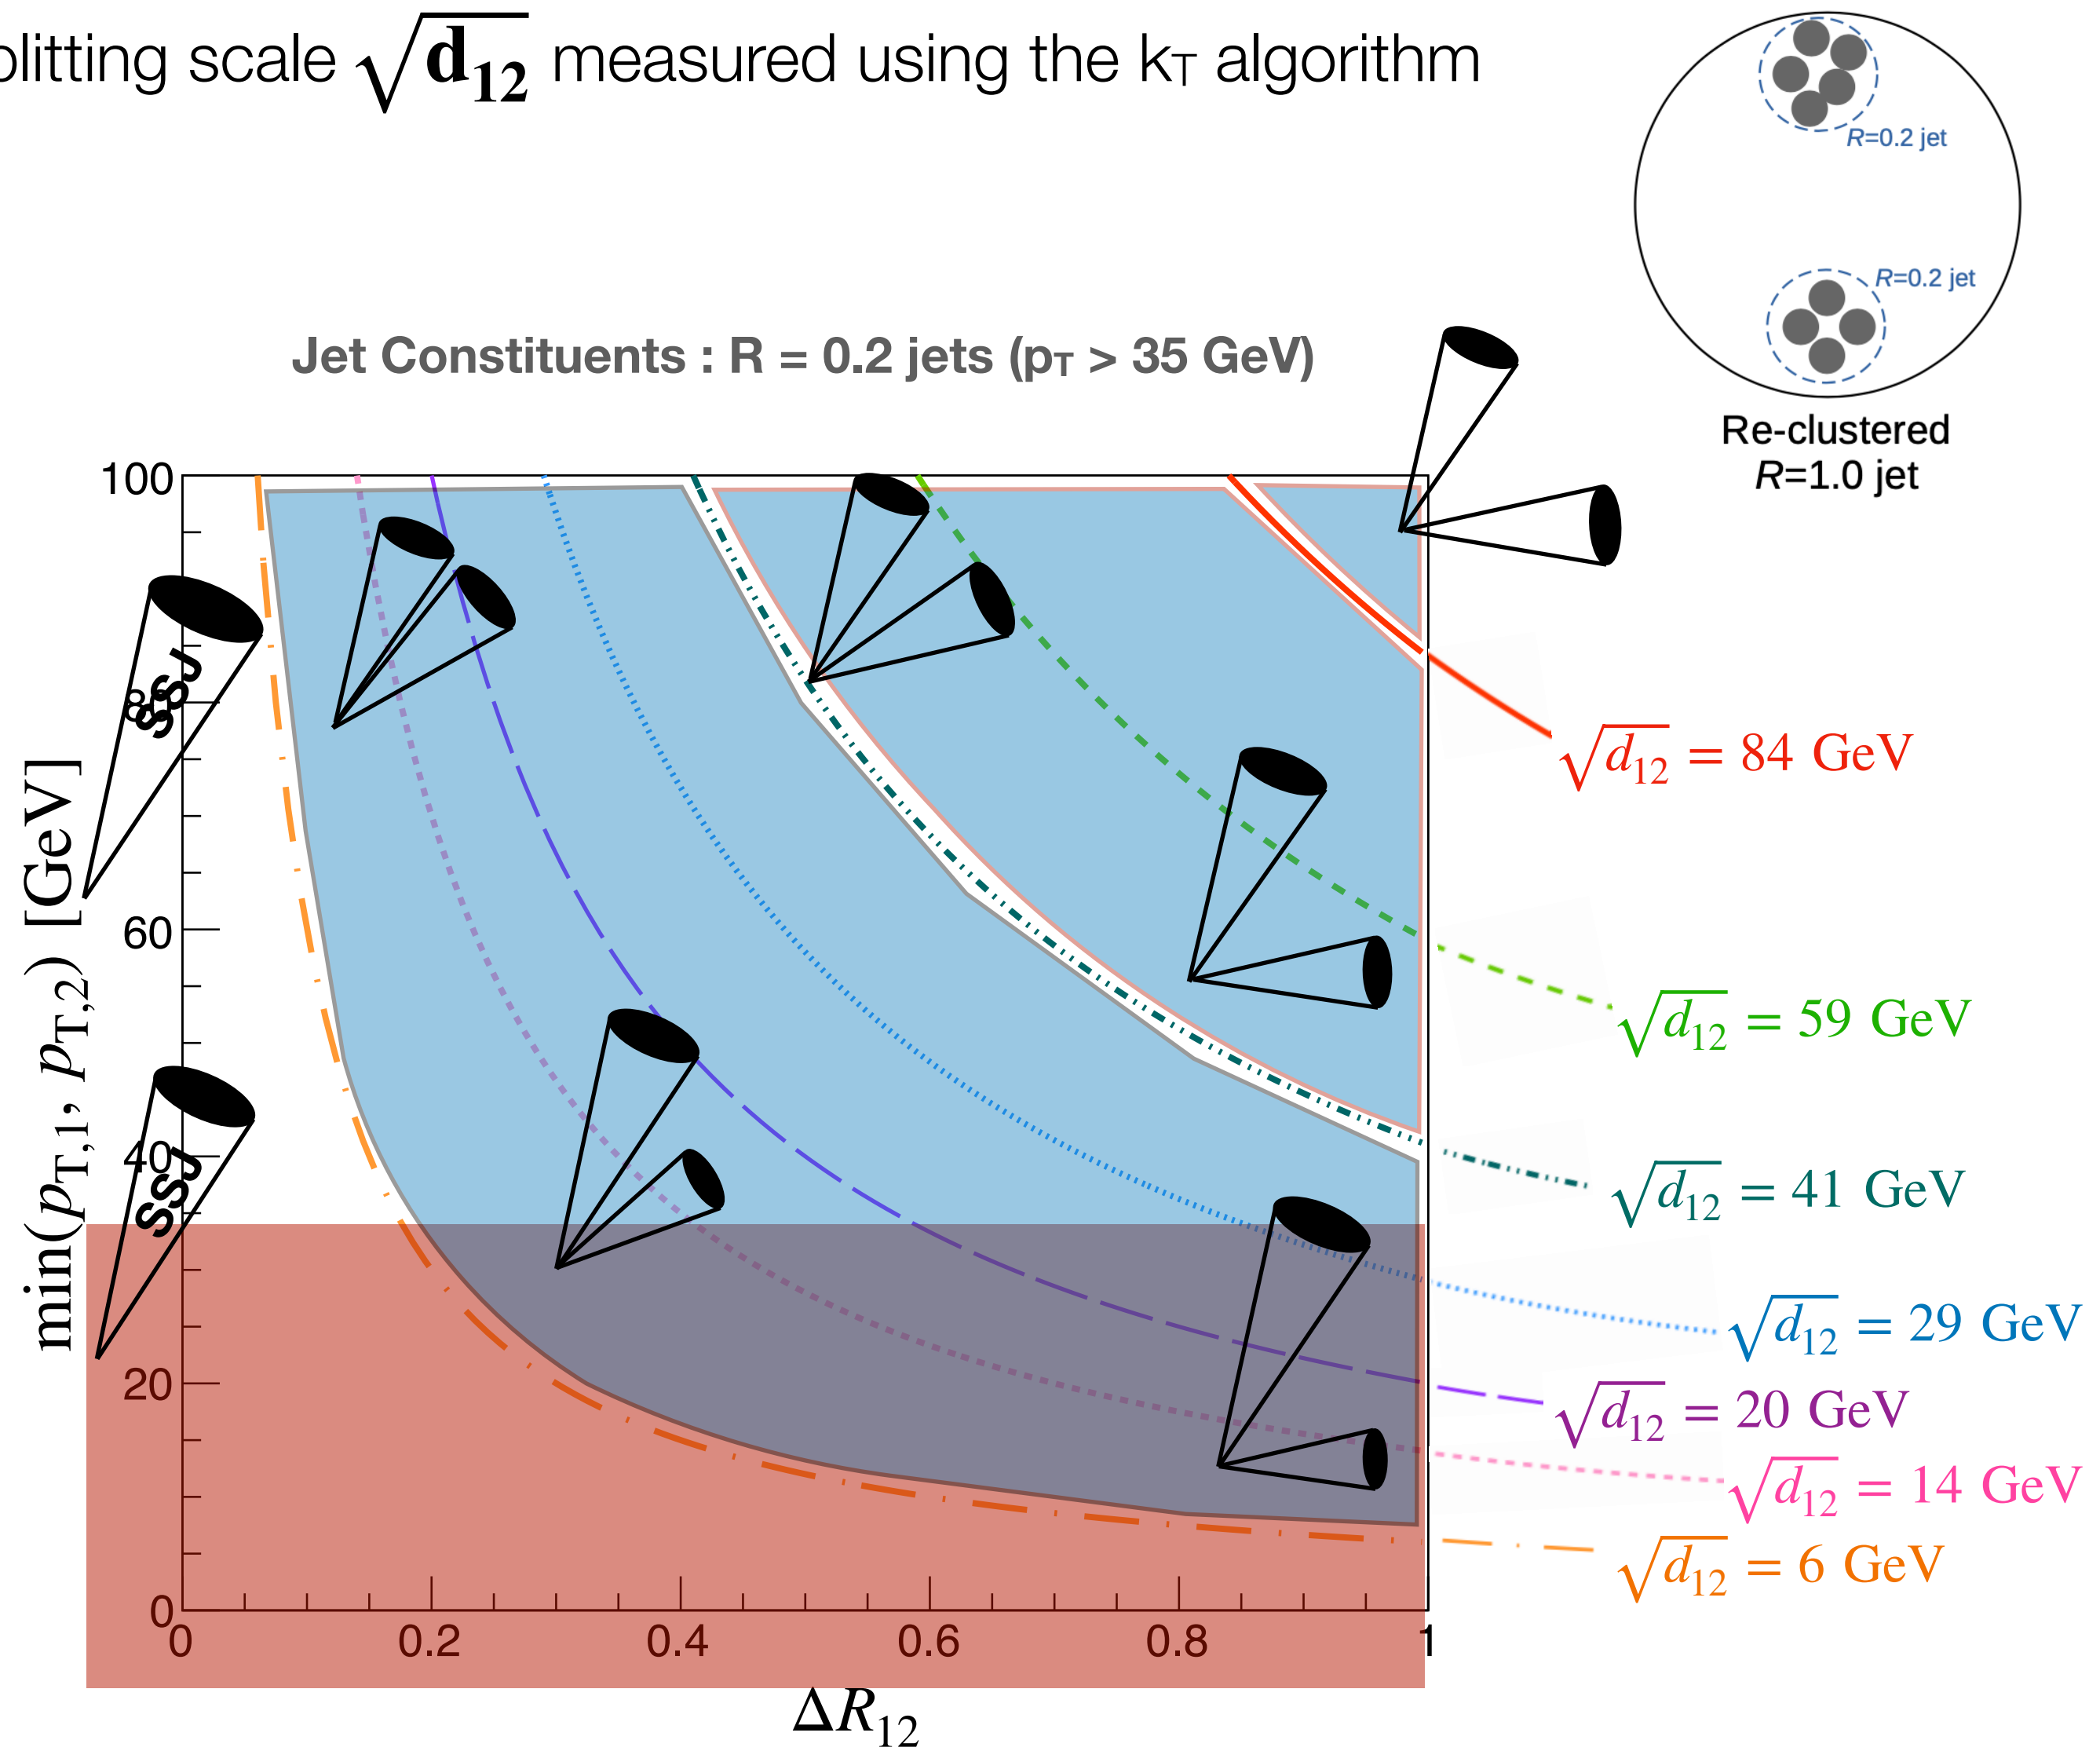 plitting scale √d12 measured using the kT algorithm
R=0.2 jet
R=0.2 jet
Re-clustered
R=1.0 jet
Jet Constituents : R = 0.2 jets (pT > 35 GeV)
min(pT,1, pT,2) [GeV]
100
80
60
40
20
0
SSJ
SSJ
0 0.2 0.4 0.6 0.8 1
ΔR12
√d12 = 84 GeV
√d12 = 59 GeV
√d12 = 41 GeV
√d12 = 29 GeV
√d12 = 20 GeV
√d12 = 14 GeV
√d12 = 6 GeV